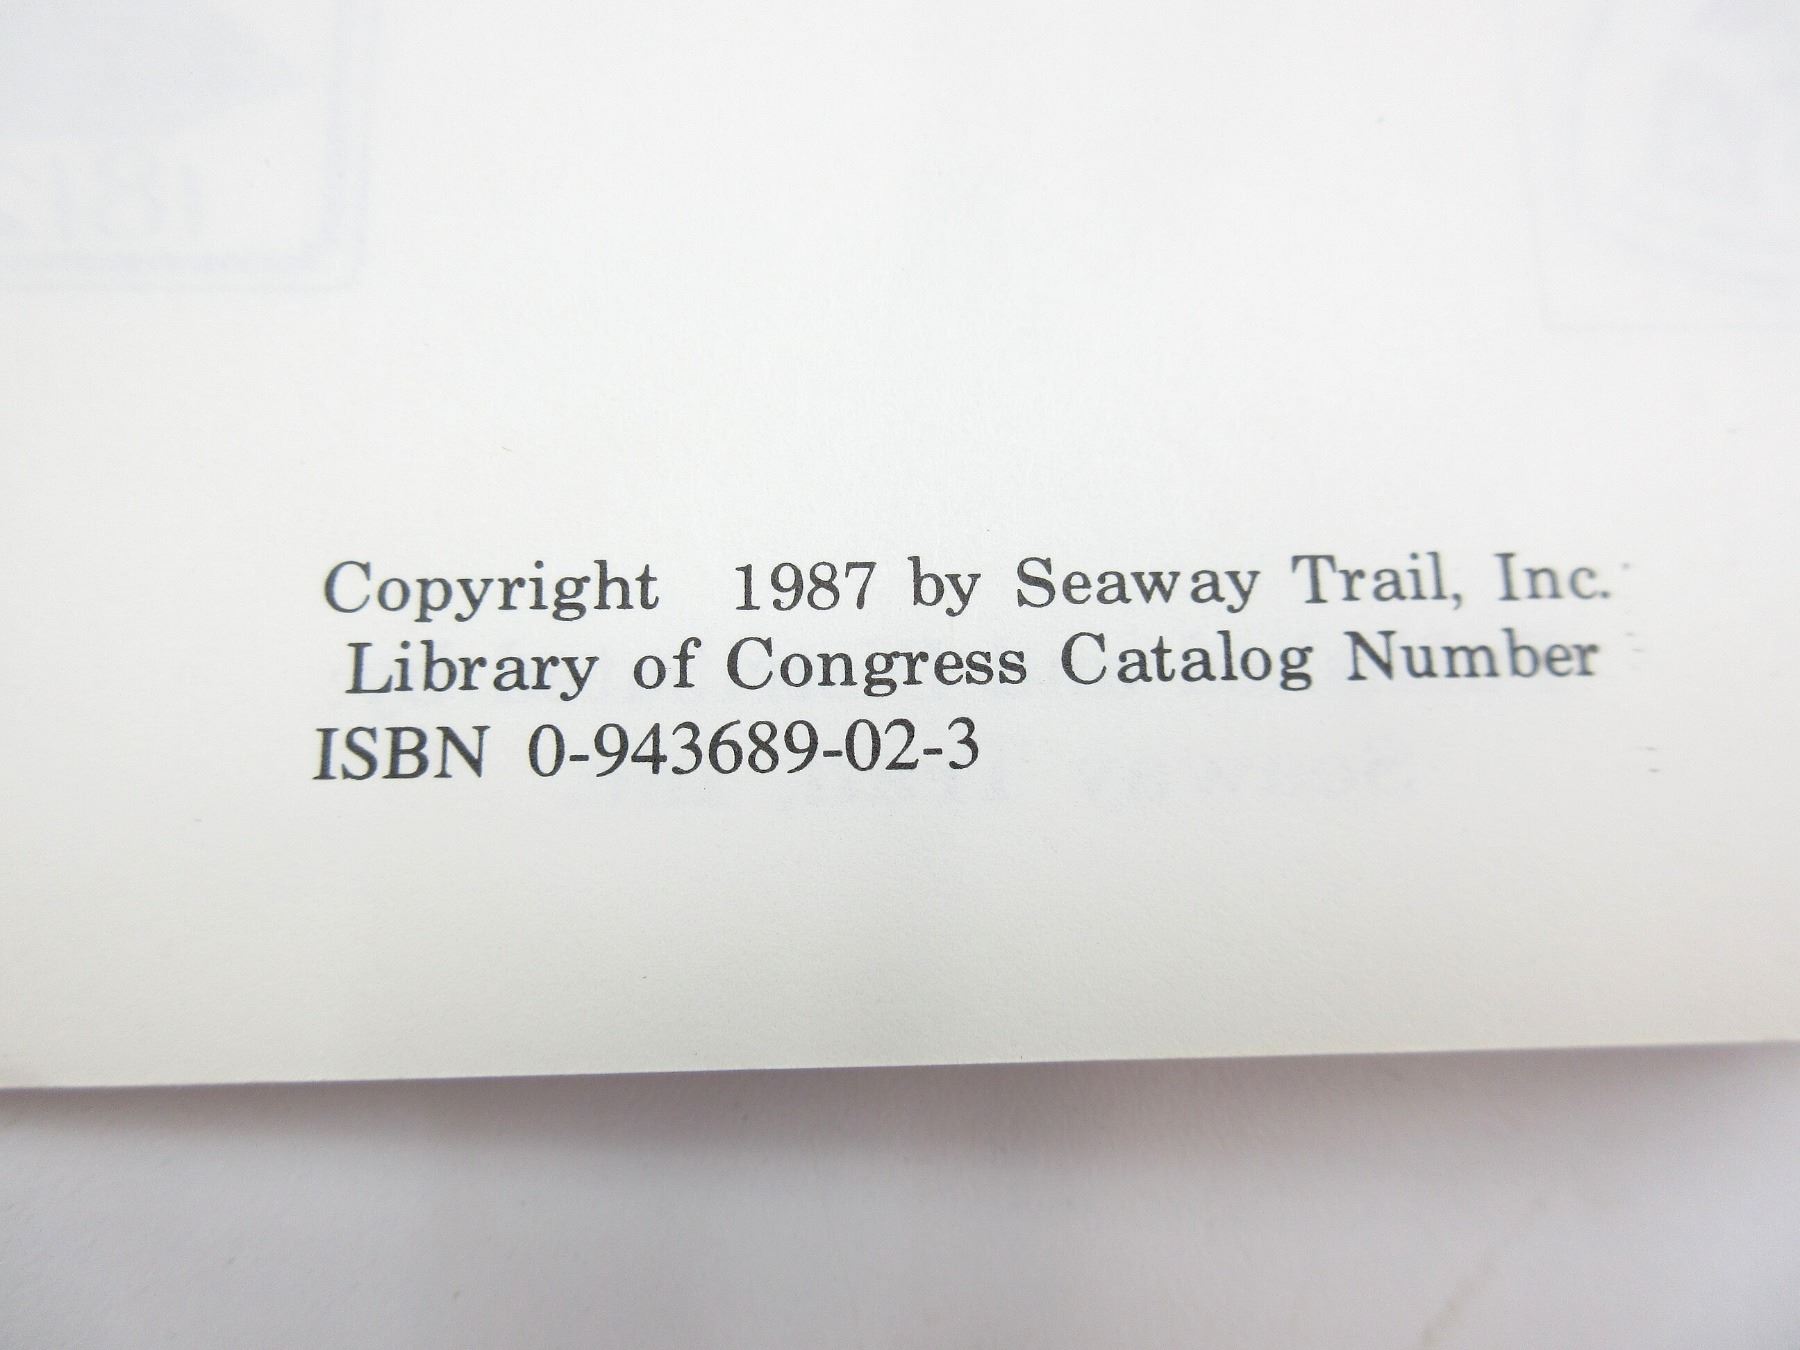 Copyright 1987 by Seaway Trail, Inc.
Library of Congress Catalog Number
ISBN 0-943689-02-3